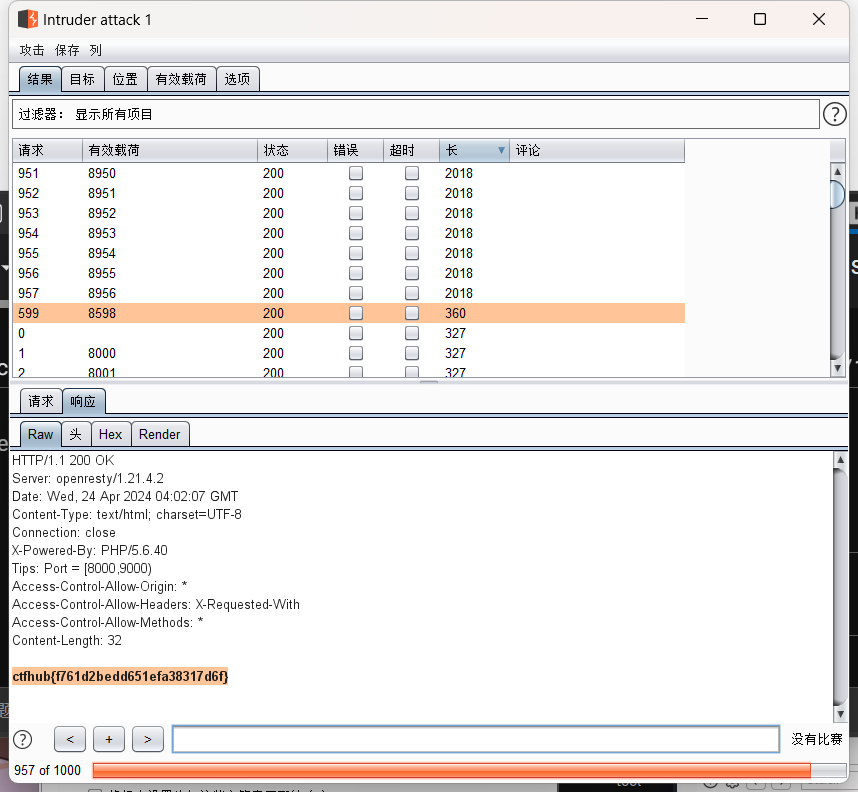 Intruder attack 1
攻击 保存 列
结果 目标 位置 有效载荷 选项
过滤器： 显示所有项目 ?
请求 有效载荷 状态 错误 超时 长 评论
951 8950 200 2018
952 8951 200 2018
953 8952 200 2018
954 8953 200 2018
955 8954 200 2018
956 8955 200 2018
957 8956 200 2018
599 8598 200 360
0 200 327
1 8000 200 327
2 8001 200 327
请求 响应
Raw 头 Hex Render
HTTP/1.1 200 OK
Server: openresty/1.21.4.2
Date: Wed, 24 Apr 2024 04:02:07 GMT
Content-Type: text/html; charset=UTF-8
Connection: close
X-Powered-By: PHP/5.6.40
Tips: Port = [8000,9000)
Access-Control-Allow-Origin: *
Access-Control-Allow-Headers: X-Requested-With
Access-Control-Allow-Methods: *
Content-Length: 32
ctfhub{f761d2bedd651efa38317d6f}
? < + > 没有比赛
957 of 1000